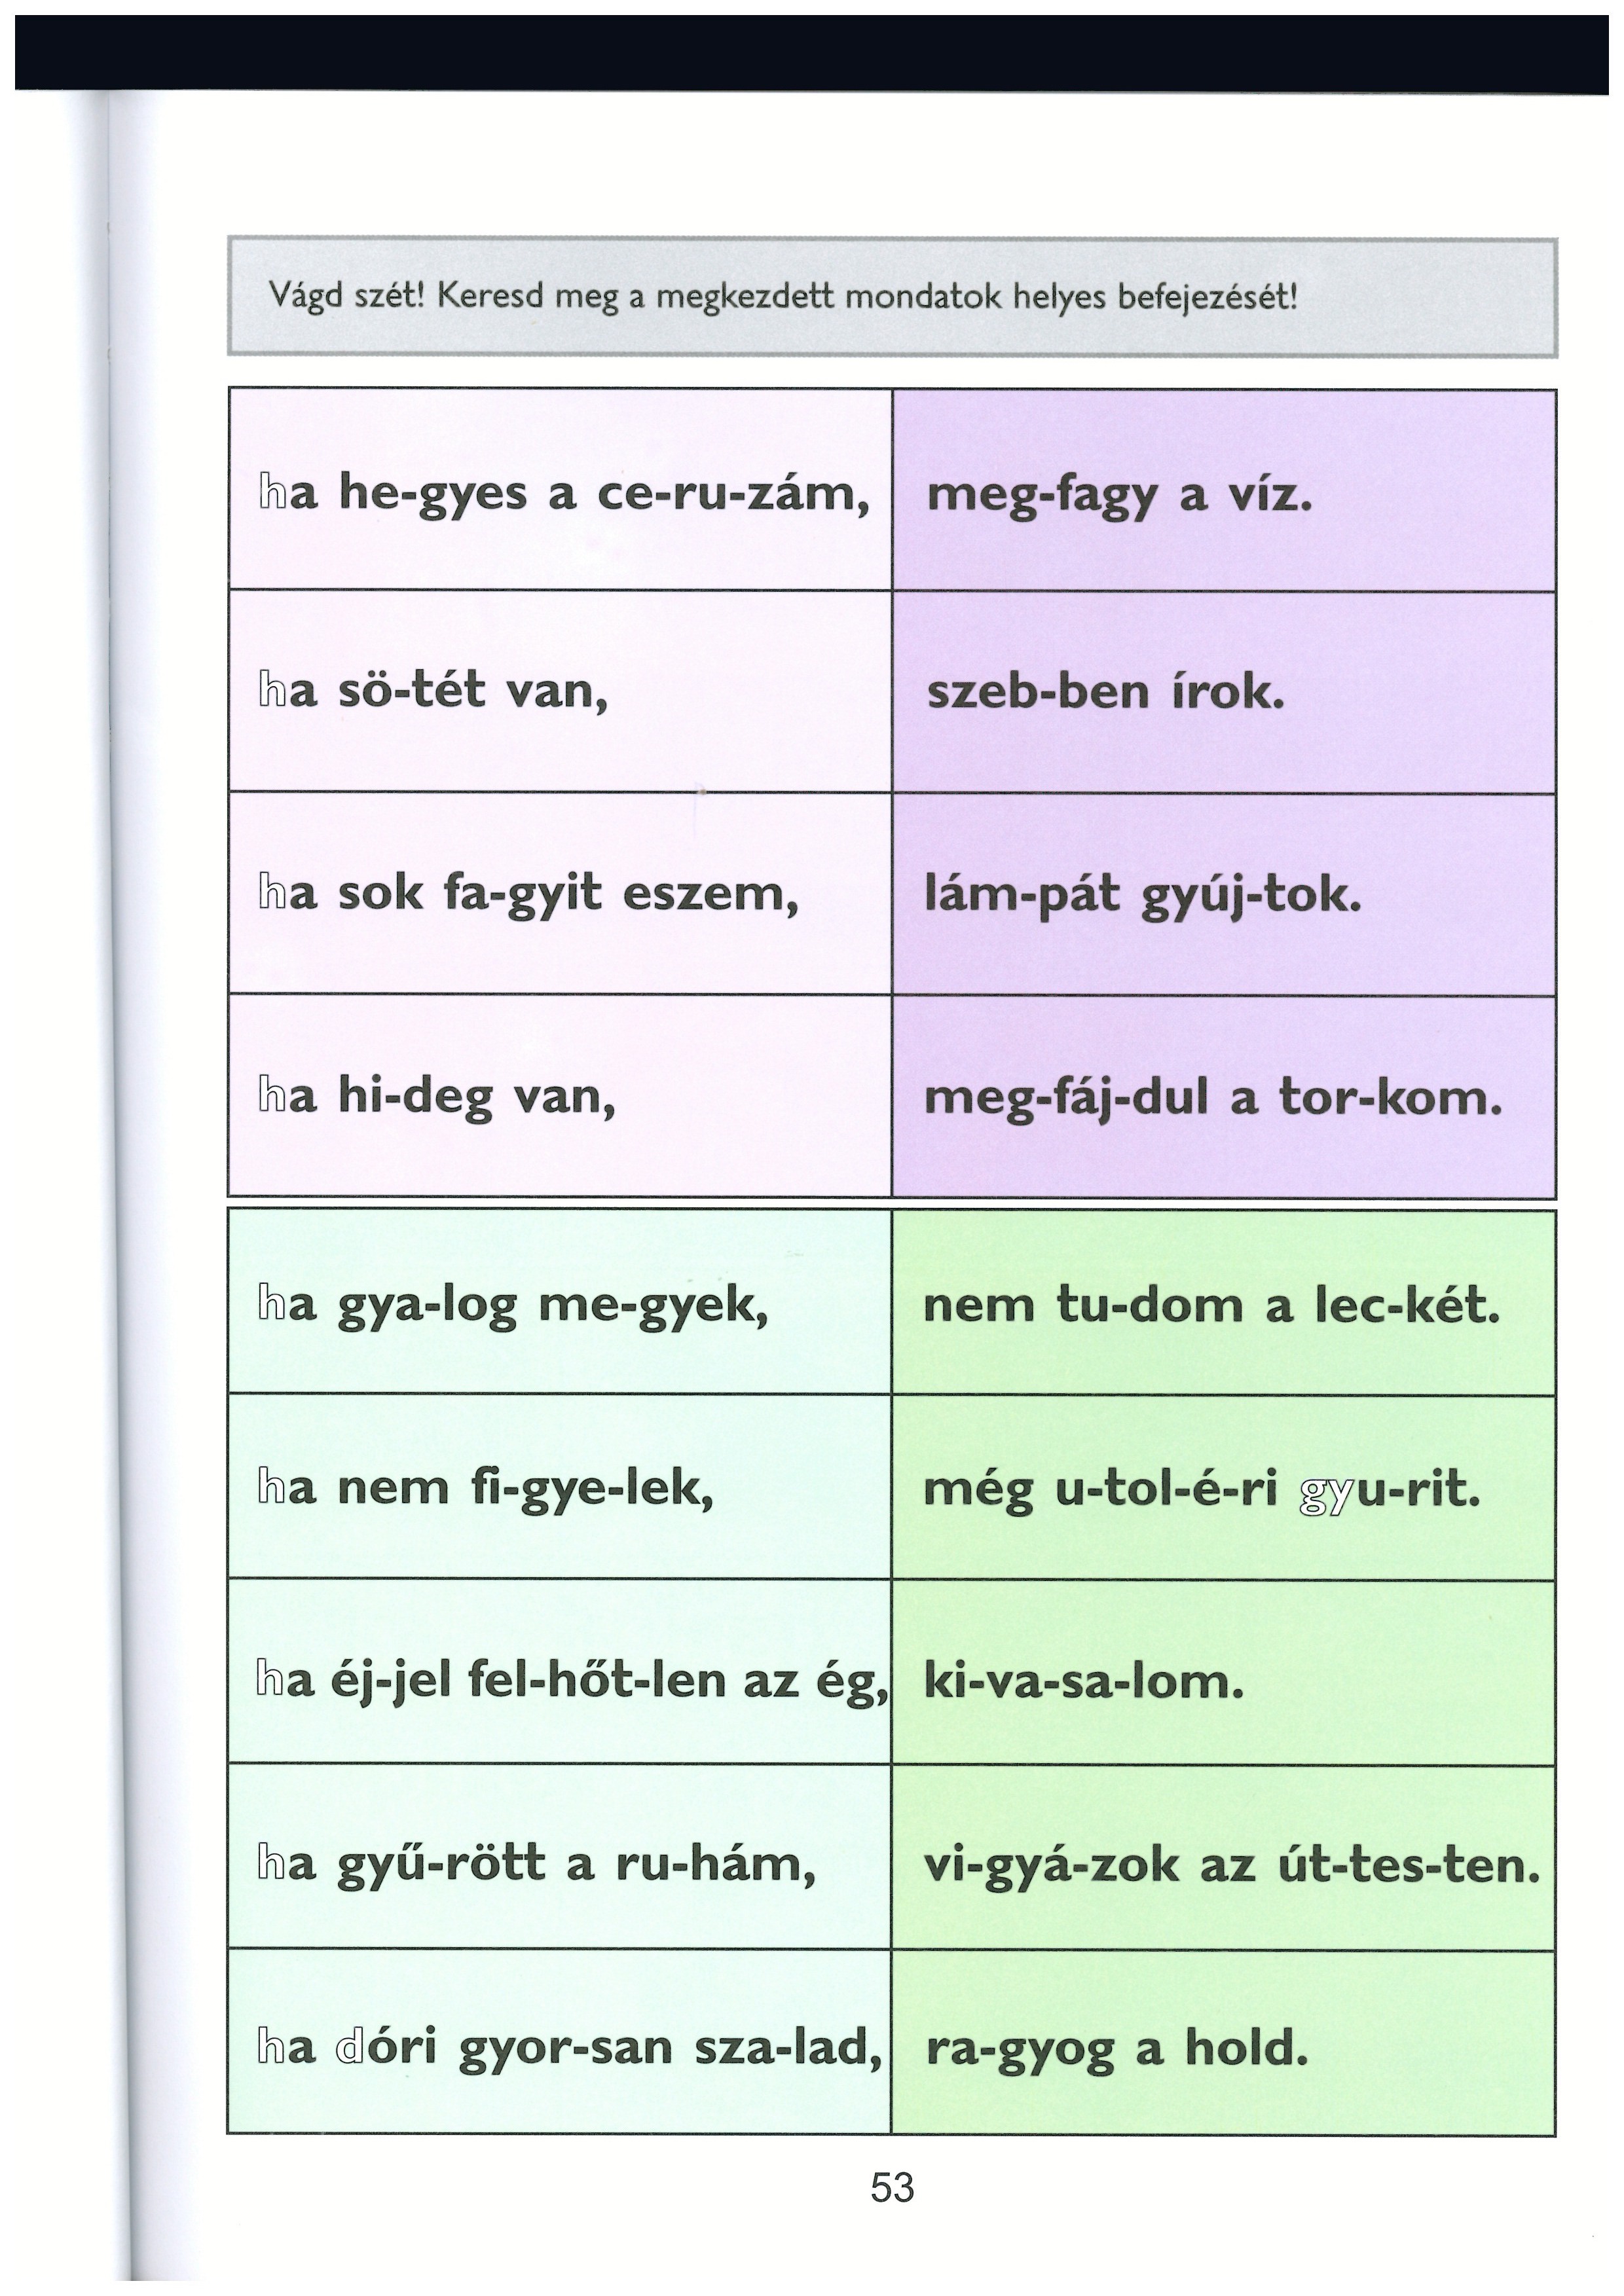 Vágd szét! Keresd meg a megkezdett mondatok helyes befejezését!
ha he-gyes a ce-ru-zám, meg-fagy a víz.
ha sö-tét van, szeb-ben írok.
ha sok fa-gyit eszem, lám-pát gyúj-tok.
ha hi-deg van, meg-fáj-dul a tor-kom.
ha gya-log me-gyek, nem tu-dom a lec-két.
ha nem fi-gye-lek, még u-tol-é-ri gyu-rit.
ha éj-jel fel-hőt-len az ég, ki-va-sa-lom.
ha gyű-rött a ru-hám, vi-gyá-zok az út-tes-ten.
ha dóri gyor-san sza-lad, ra-gyog a hold.
53